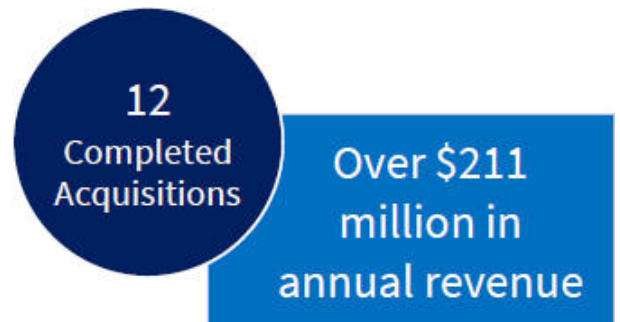 12
Completed
Acquisitions
Over $211
million in
annual revenue